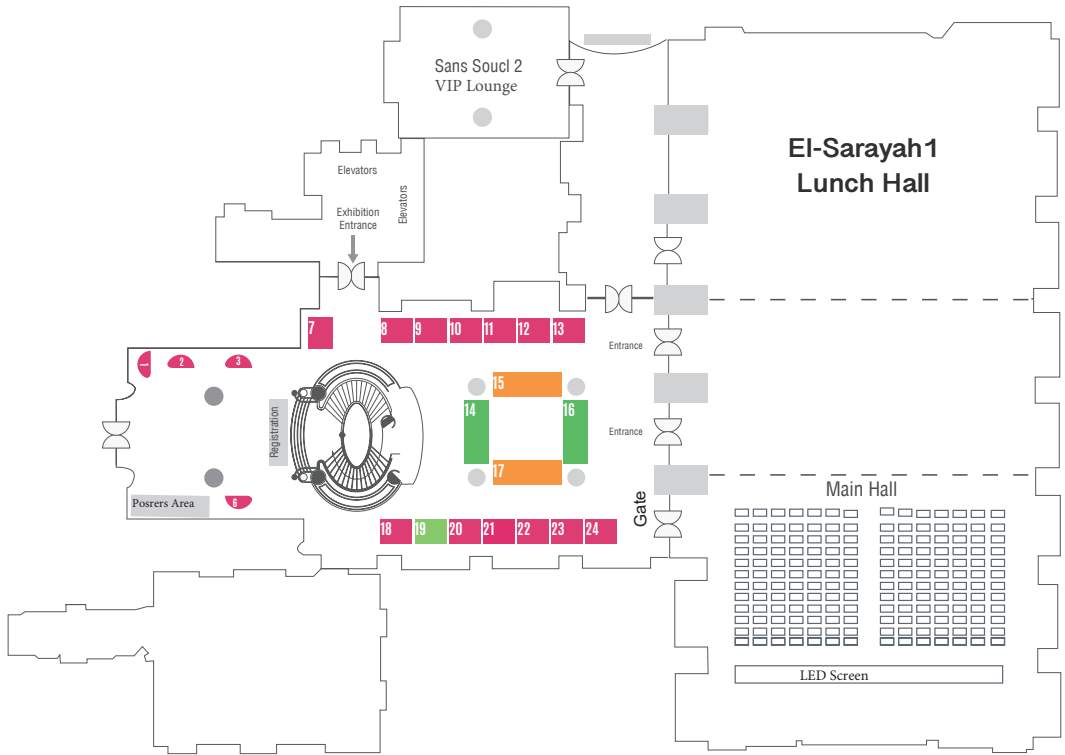 Sans Soucl 2
VIP Lounge
El-Sarayah1
Lunch Hall
Elevators
Elevators
Exhibition
Entrance
7
8
9
10
11
12
13
Entrance
1
2
3
15
14
16
Registration
Entrance
17
Posrers Area
6
Gate
Main Hall
18
19
20
21
22
23
24
LED Screen